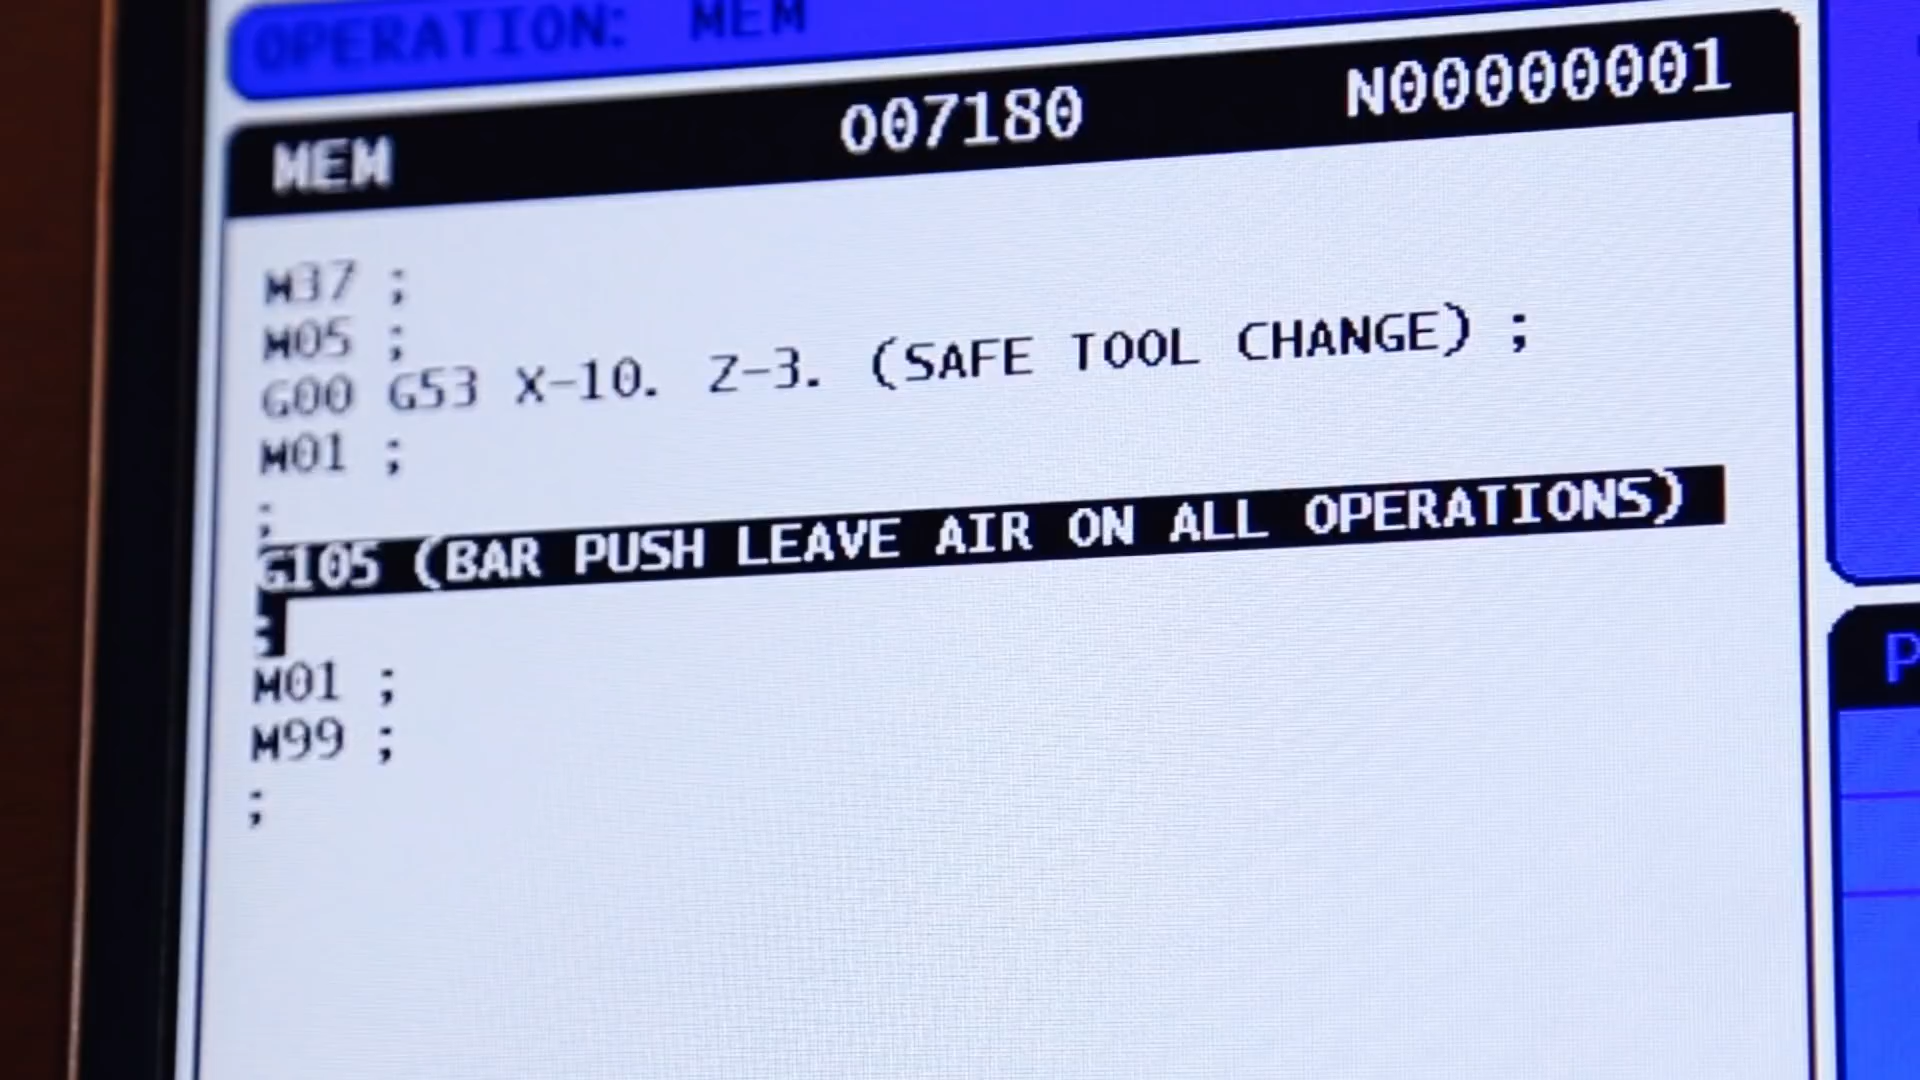 OPERATION: MEM
MEM O07180 N00000001
M37 ;
M05 ;
G00 G53 X-10. Z-3. (SAFE TOOL CHANGE) ;
M01 ;
;
G105 (BAR PUSH LEAVE AIR ON ALL OPERATIONS)
;
M01 ;
M99 ;
;
P